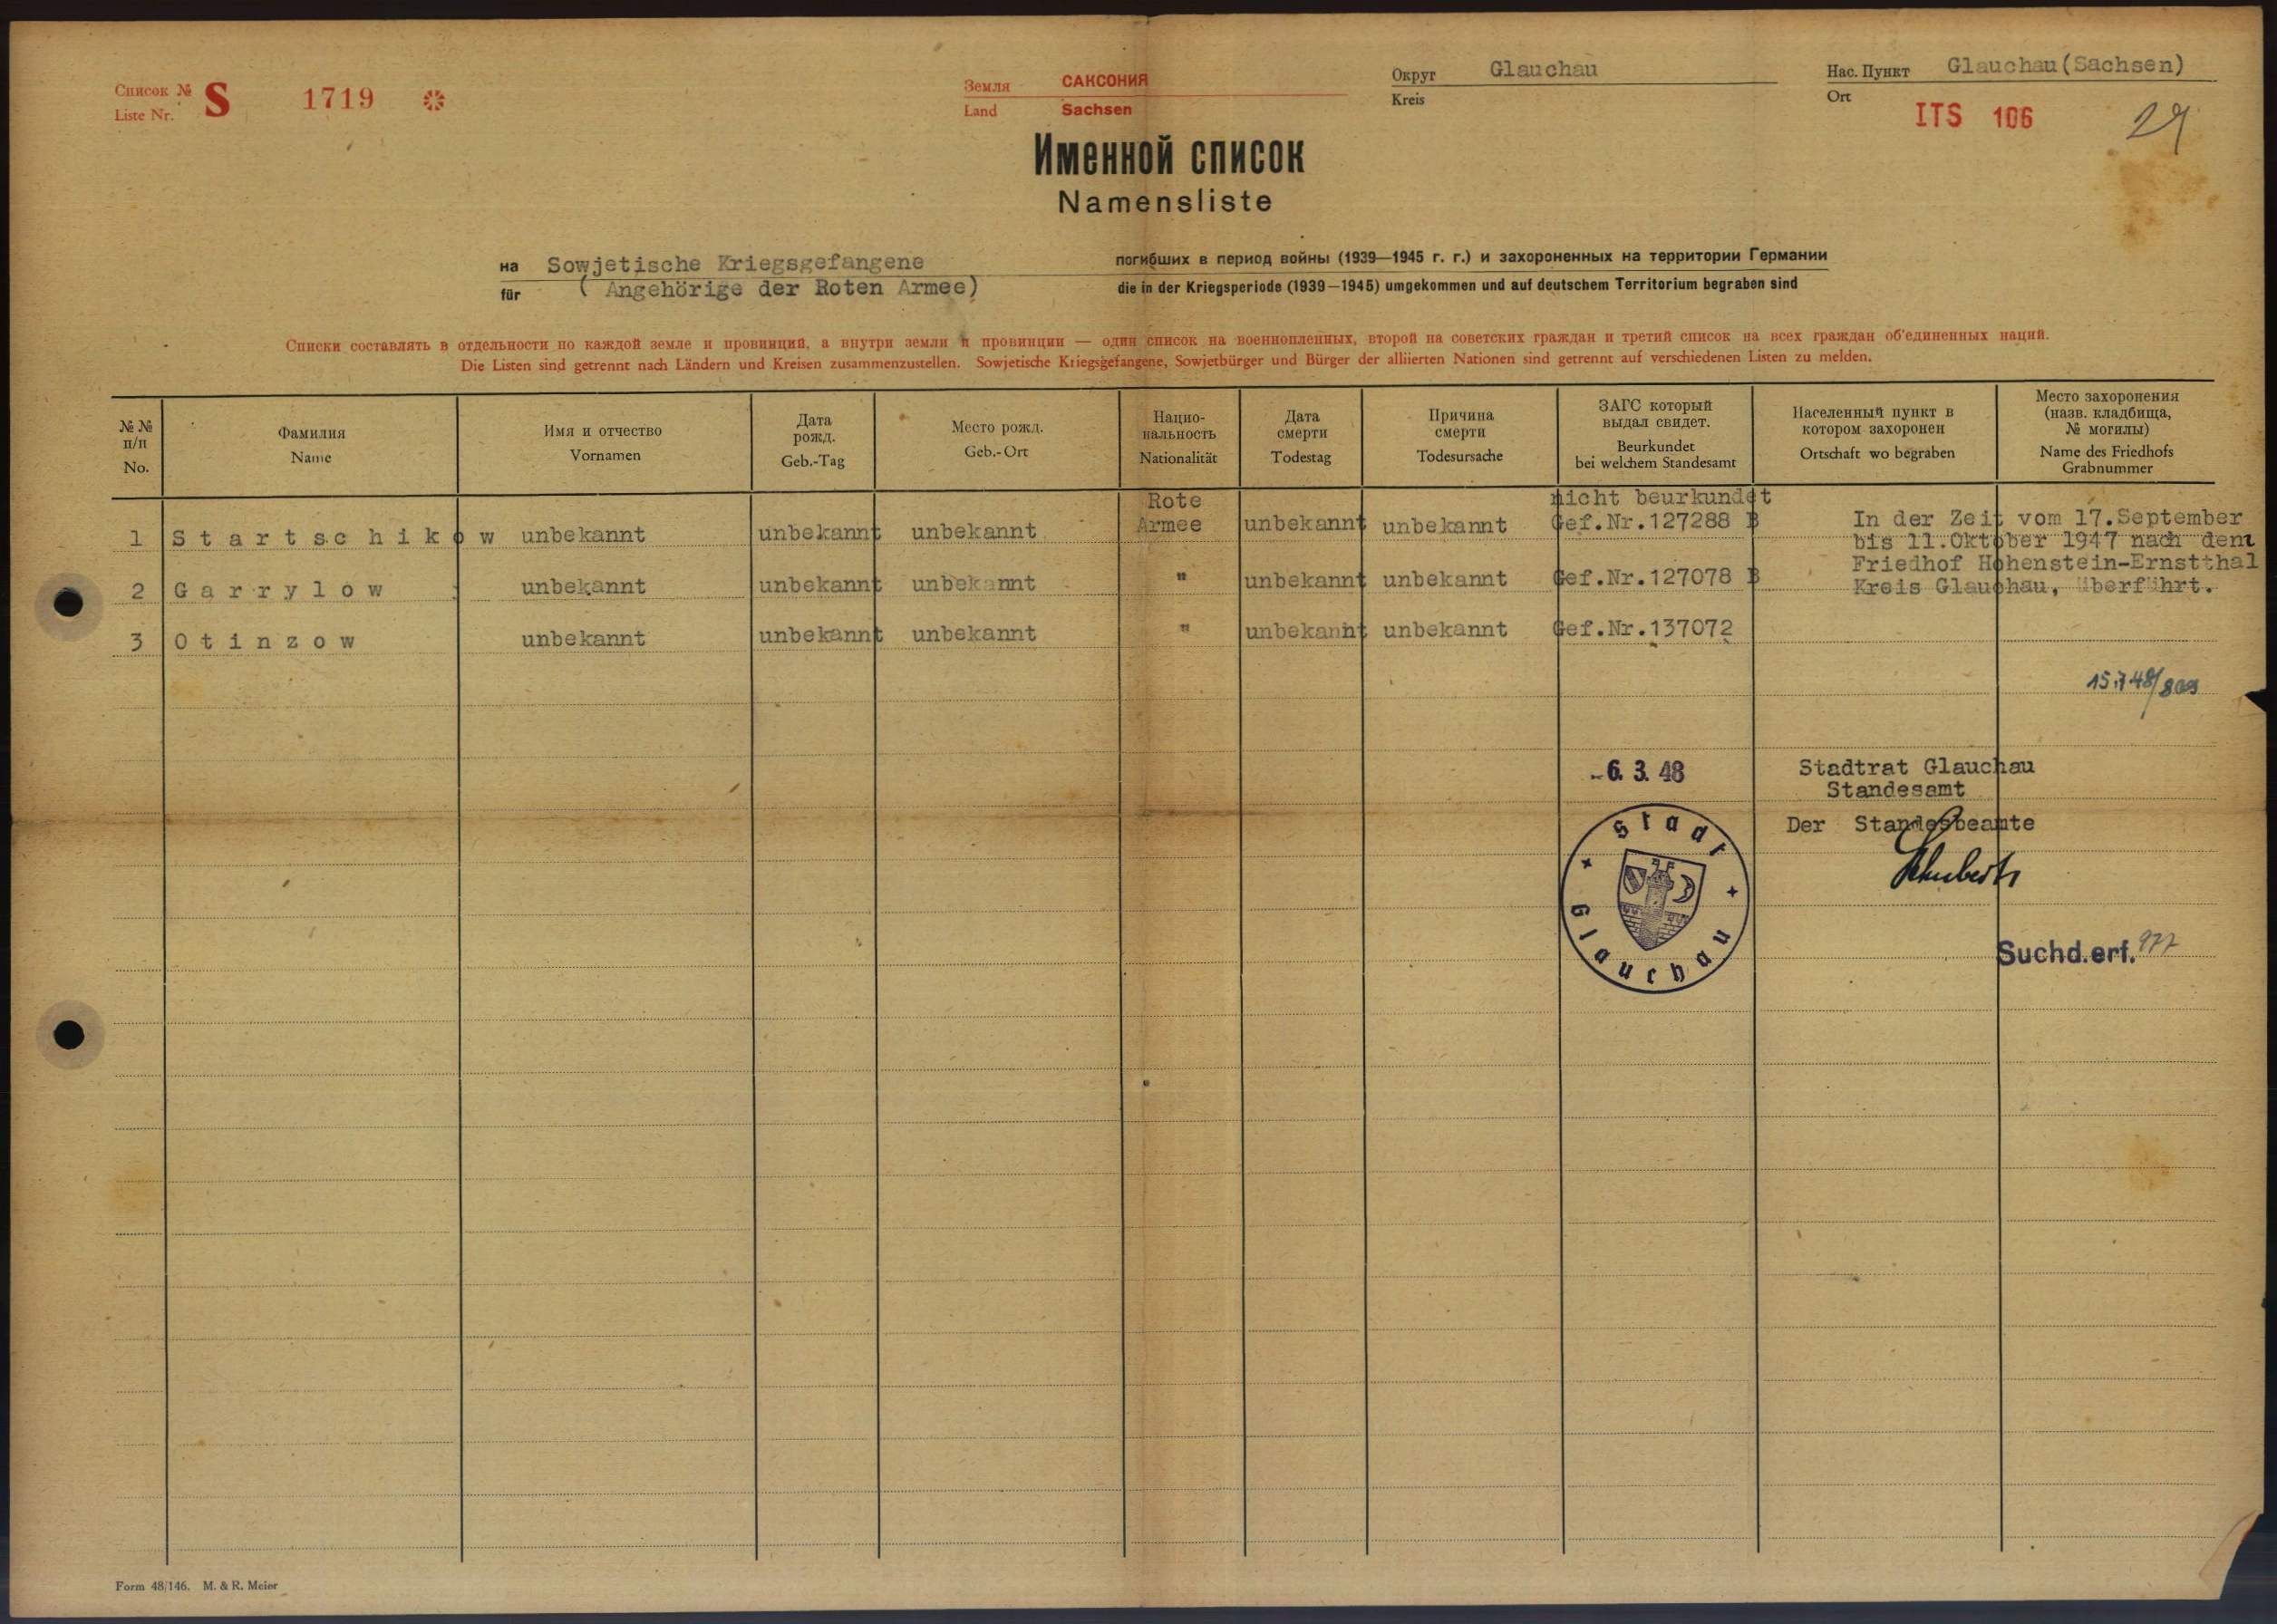 Список № S 1719
Liste Nr.
Земля САКСОНИЯ
Land Sachsen
Округ Glauchau
Kreis
Нас. Пункт Glauchau(Sachsen)
Ort
ITS 106
Именной список
Namensliste
на Sowjetische Kriegsgefangene
für ( Angehörige der Roten Armee)
погибших в период войны (1939—1945 г. г.) и захороненных на территории Германии
die in der Kriegsperiode (1939—1945) umgekommen und auf deutschem Territorium begraben sind
Списки составлять в отдельности по каждой земле и провинций, а внутри земли и провинции — один список на военнопленных, второй на советских граждан и третий список на всех граждан об'единенных наций.
Die Listen sind getrennt nach Ländern und Kreisen zusammenzustellen. Sowjetische Kriegsgefangene, Sowjetbürger und Bürger der alliierten Nationen sind getrennt auf verschiedenen Listen zu melden.
№ № п/п No.
Фамилия Name
Имя и отчество Vornamen
Дата рожд. Geb.-Tag
Место рожд. Geb.-Ort
Нацио-нальность Nationalität
Дата смерти Todestag
Причина смерти Todesursache
ЗАГС который выдал свидет. Beurkundet bei welchem Standesamt
Населенный пункт в котором захоронен Ortschaft wo begraben
Место захоронения (назв. кладбища, № могилы) Name des Friedhofs Grabnummer
Rote nicht beurkundet
1 Startschikow unbekannt unbekannt unbekannt Armee unbekannt unbekannt Gef.Nr.127288 B
2 Garrylow unbekannt unbekannt unbekannt " unbekannt unbekannt Gef.Nr.127078 B
3 Otinzow unbekannt unbekannt unbekannt " unbekannt unbekannt Gef.Nr.137072
In der Zeit vom 17.September
bis 11.Oktober 1947 nach dem
Friedhof Hohenstein-Ernstthal
Kreis Glauchau, überführt.
-6. 3. 48
Stadtrat Glauchau
Standesamt
Der Standesbeamte
Stadt Glauchau
Suchd.erf. 977
Form 48/146. M. & R. Meier